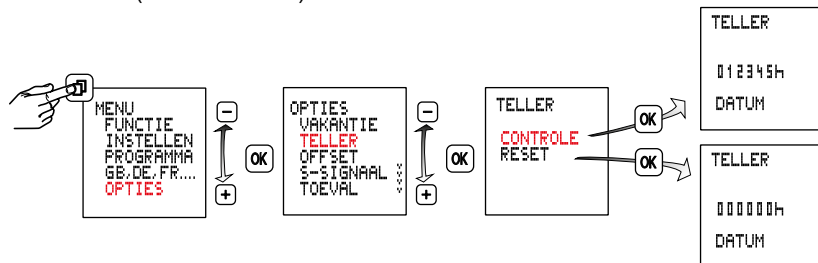 MENU
FUNCTIE
INSTELLEN
PROGRAMMA
GB,DE,FR....
OPTIES
OK
OPTIES
VAKANTIE
TELLER
OFFSET
S-SIGNAAL
TOEVAL
OK
TELLER
CONTROLE
RESET
OK
OK
TELLER
012345h
DATUM
TELLER
000000h
DATUM